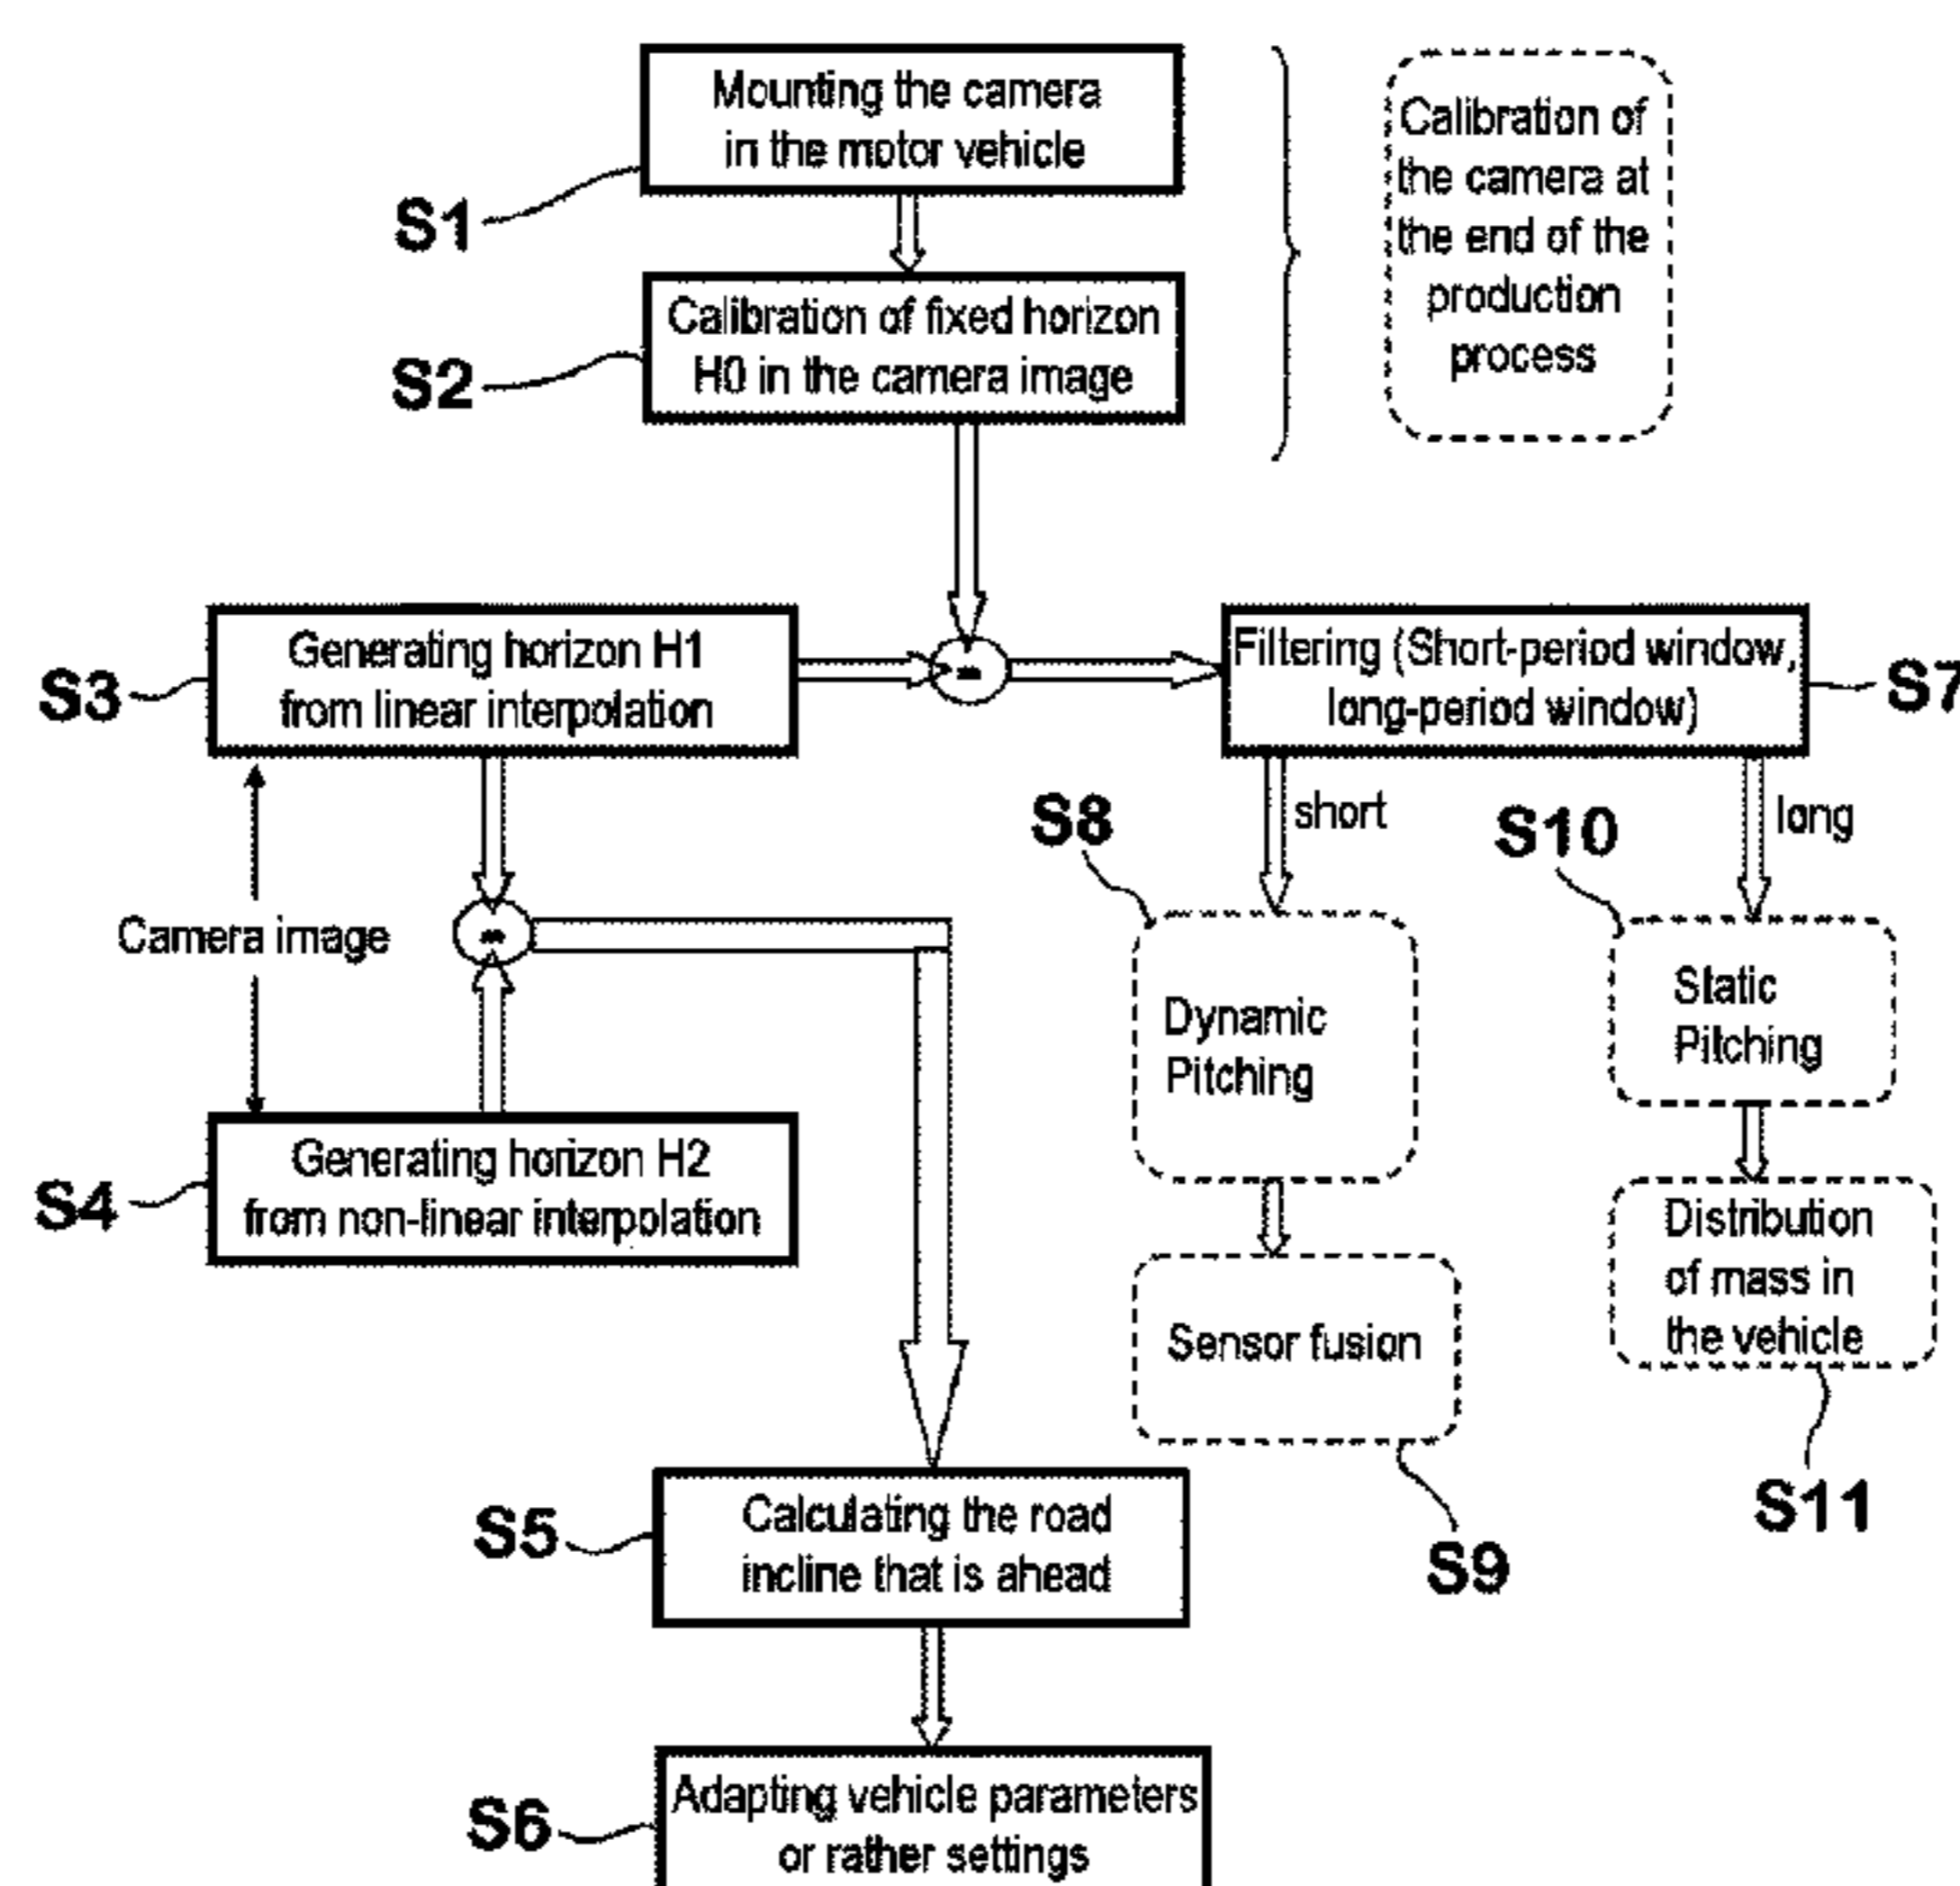 Mounting the camera
in the motor vehicle
S1
Calibration of fixed horizon
H0 in the camera image
S2
Calibration of
the camera at
the end of the
production
process
Generating horizon H1
from linear interpolation
S3
-
Filtering (Short-period window,
long-period window)
S7
short
long
S8
S10
Camera image
-
Dynamic
Pitching
Static
Pitching
Generating horizon H2
from non-linear interpolation
S4
Sensor fusion
Distribution
of mass in
the vehicle
S9
S11
Calculating the road
incline that is ahead
S5
Adapting vehicle parameters
or rather settings
S6